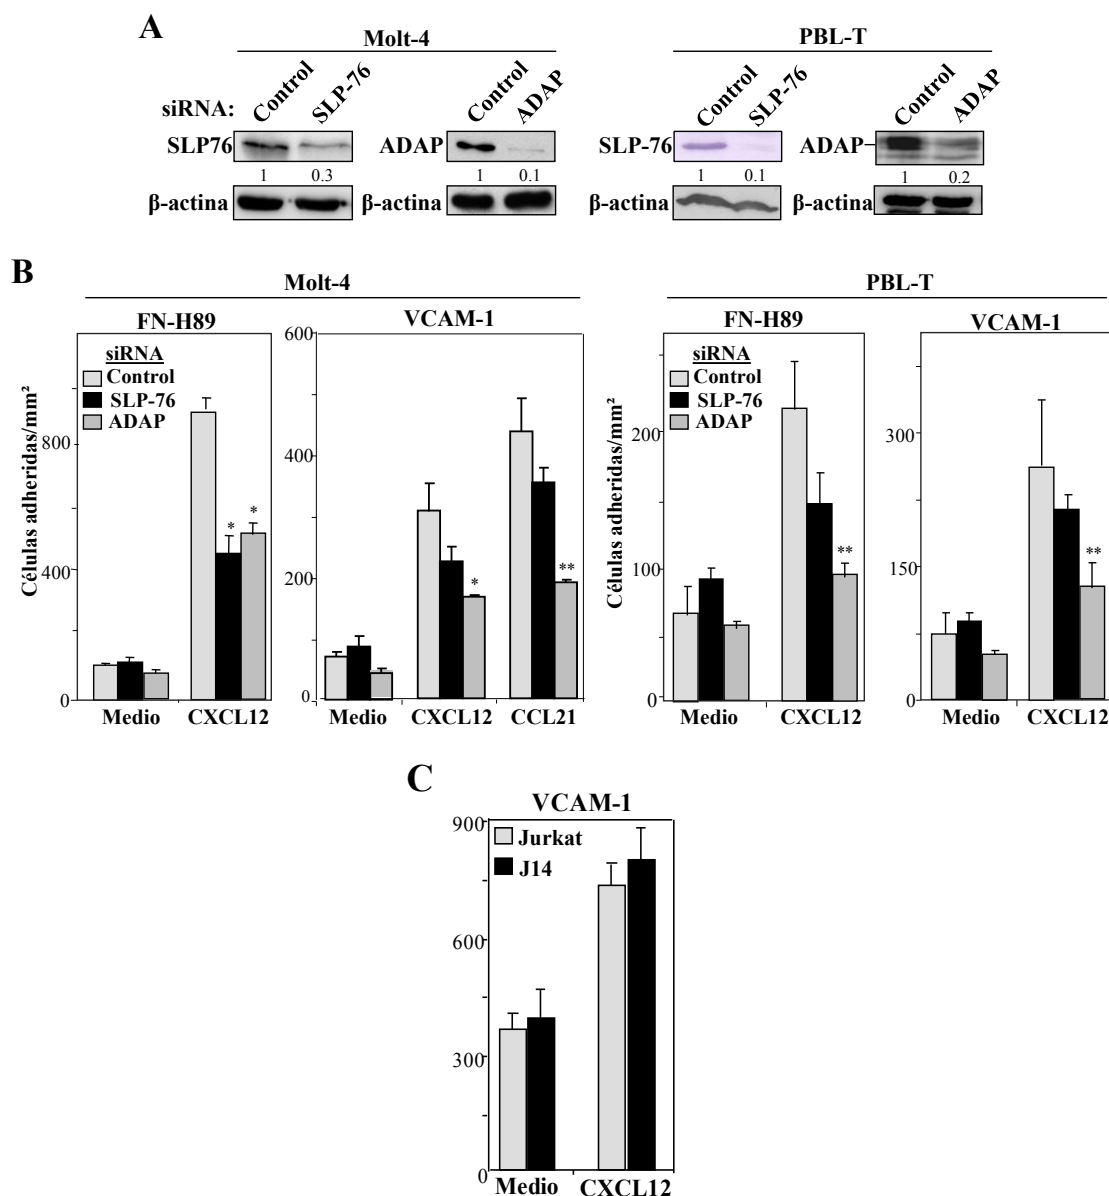 A
Molt-4
PBL-T
siRNA:
Control
SLP-76
Control
ADAP
Control
SLP-76
Control
ADAP
SLP76
ADAP
SLP-76
ADAP
1 0.3
1 0.1
1 0.1
1 0.2
β-actina
β-actina
β-actina
β-actina
B
Molt-4
PBL-T
FN-H89
VCAM-1
FN-H89
VCAM-1
Células adheridas/mm²
siRNA
Control
SLP-76
ADAP
800
400
0
* *
Medio CXCL12
600
400
200
0
*
**
Medio CXCL12 CCL21
Células adheridas/mm²
siRNA
Control
SLP-76
ADAP
200
100
0
**
Medio CXCL12
300
150
0
**
Medio CXCL12
C
VCAM-1
Jurkat
J14
900
600
300
0
Medio CXCL12